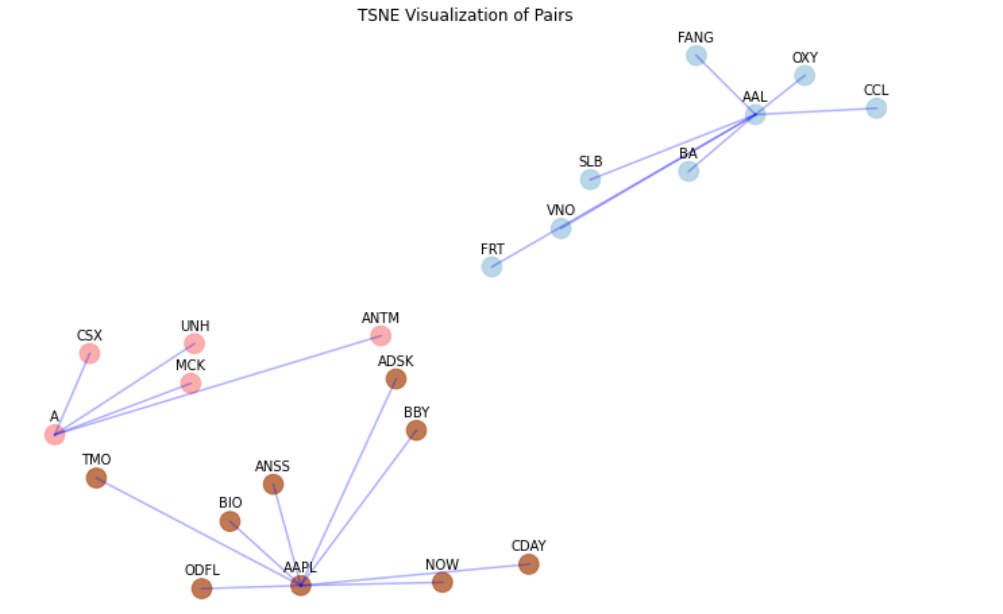 TSNE Visualization of Pairs
FANG
OXY
CCL
AAL
BA
SLB
VNO
FRT
ANTM
UNH
CSX
ADSK
MCK
BBY
A
TMO
ANSS
BIO
CDAY
NOW
AAPL
ODFL